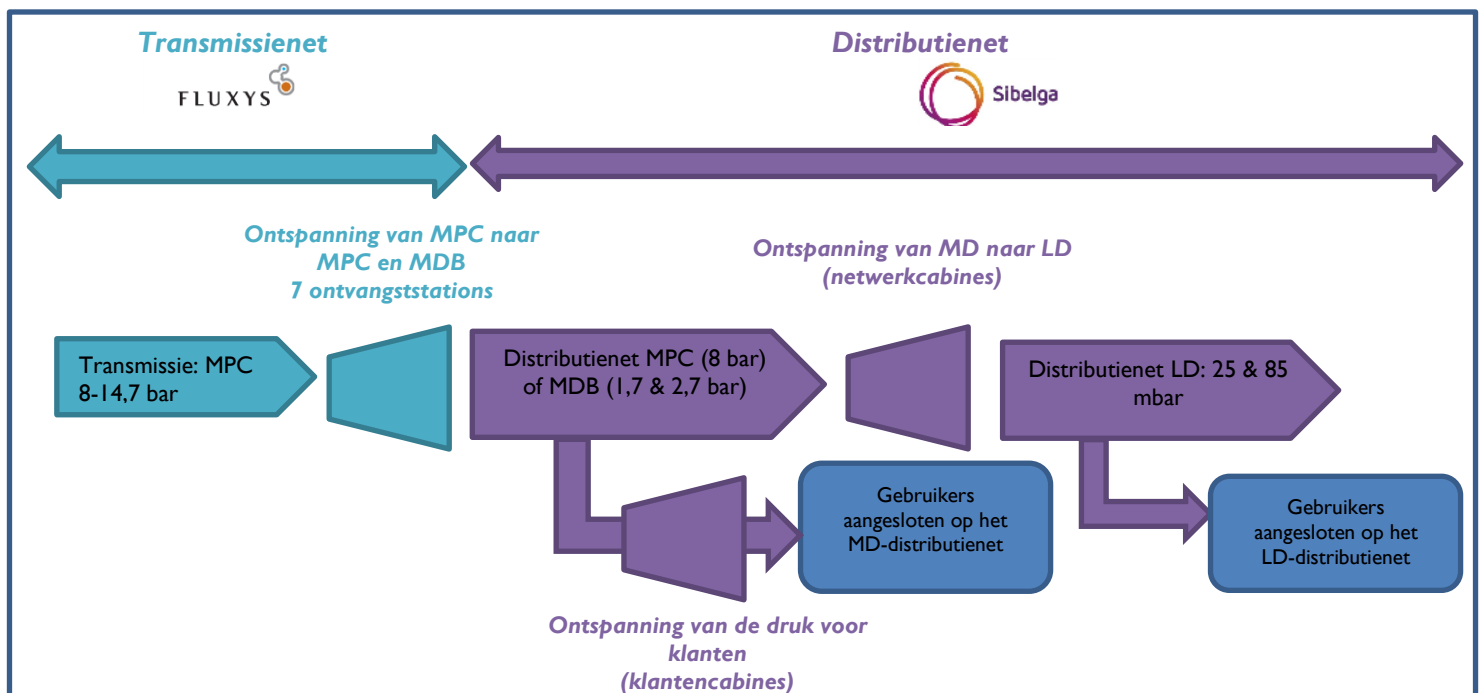 Transmissienet
Distributienet
FLUXYS
Sibelga
Ontspanning van MPC naar
MPC en MDB
7 ontvangststations
Ontspanning van MD naar LD
(netwerkcabines)
Transmissie: MPC
8-14,7 bar
Distributienet MPC (8 bar)
of MDB (1,7 & 2,7 bar)
Distributienet LD: 25 & 85
mbar
Gebruikers
aangesloten op het
MD-distributienet
Gebruikers
aangesloten op het
LD-distributienet
Ontspanning van de druk voor
klanten
(klantencabines)